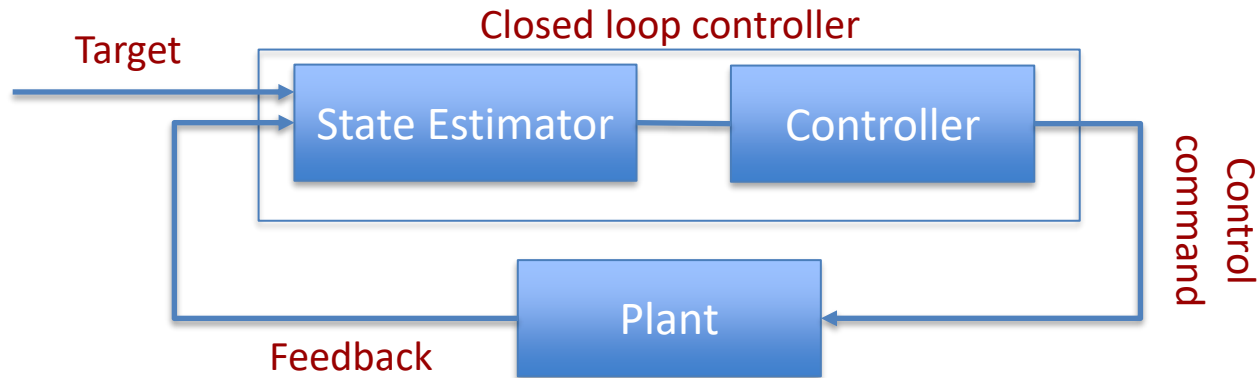 Closed loop controller
Target
State Estimator
Controller
Control
command
Plant
Feedback